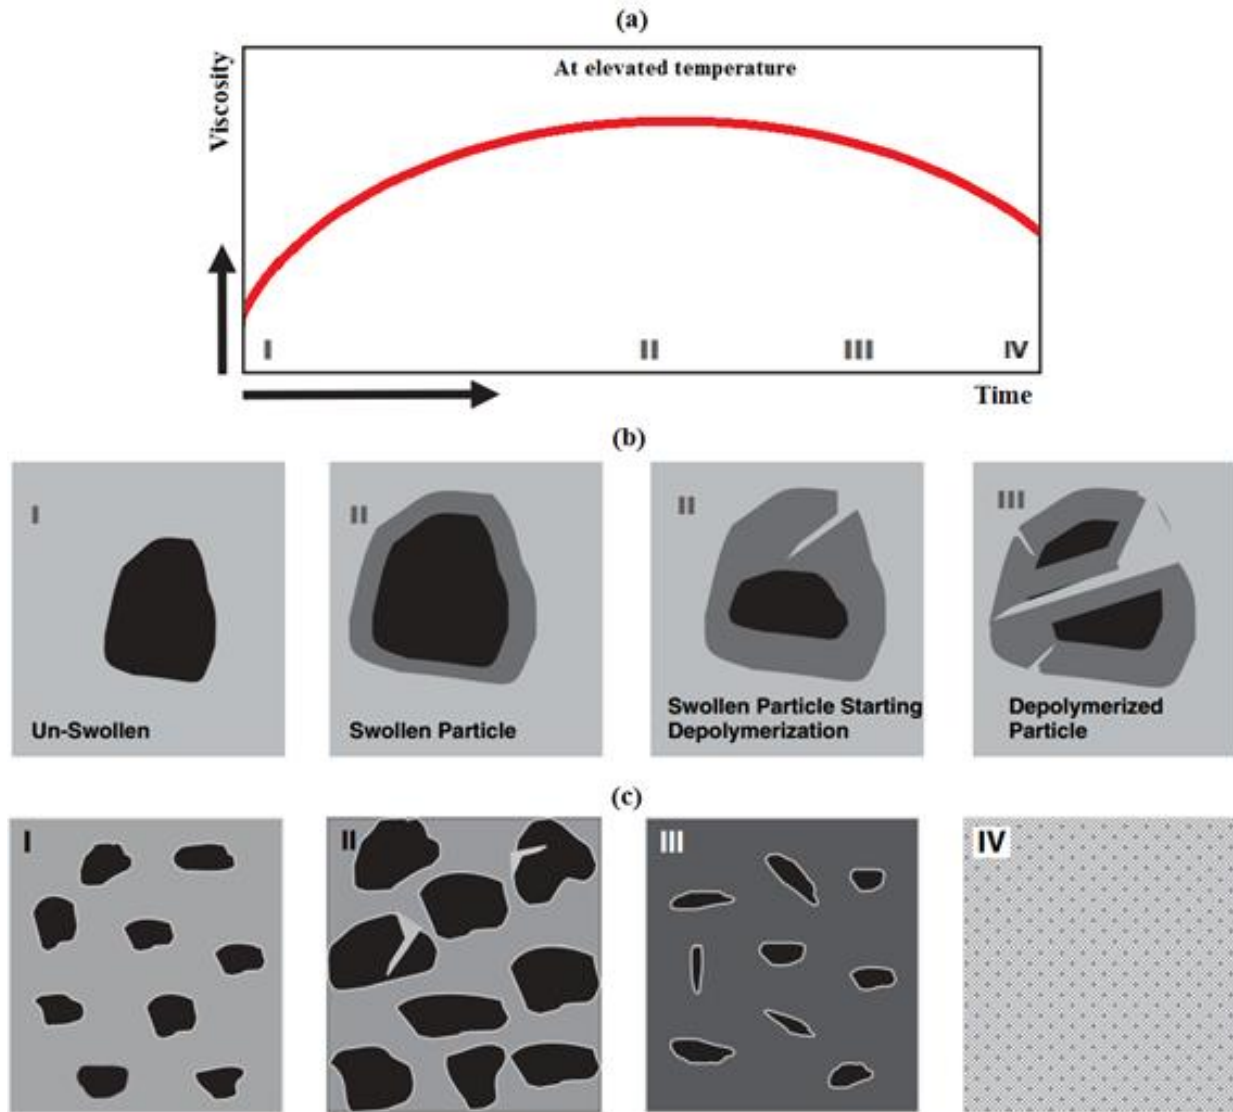 (a)
At elevated temperature
Viscosity
I II III IV
Time
(b)
I
II
II
III
Un-Swollen
Swollen Particle
Swollen Particle Starting
Depolymerization
Depolymerized
Particle
(c)
I
II
III
IV